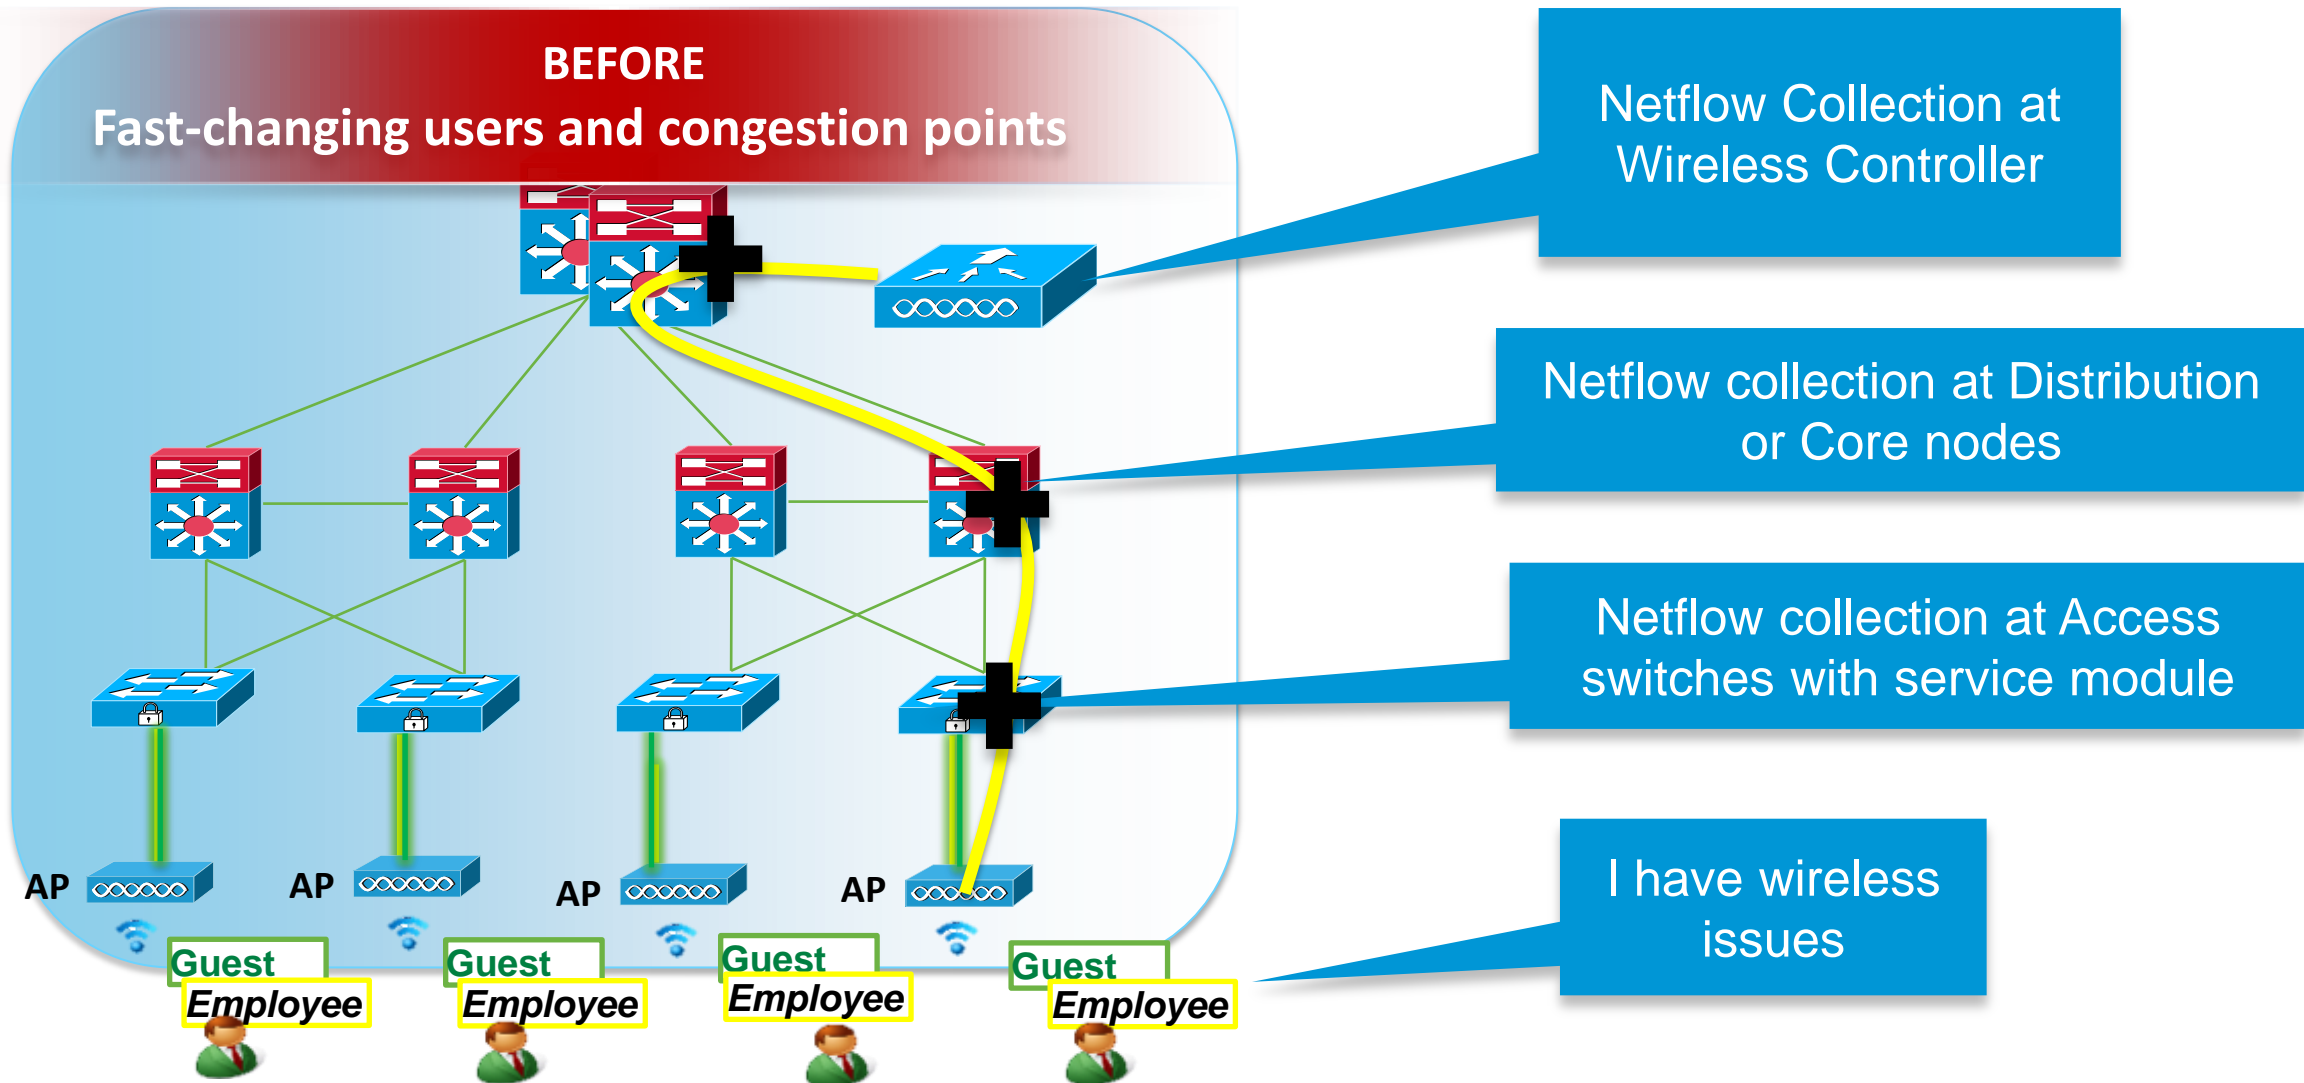 BEFORE
Fast-changing users and congestion points
Netflow Collection at
Wireless Controller
Netflow collection at Distribution
or Core nodes
Netflow collection at Access
switches with service module
I have wireless
issues
AP
AP
AP
AP
Guest
Employee
Guest
Employee
Guest
Employee
Guest
Employee